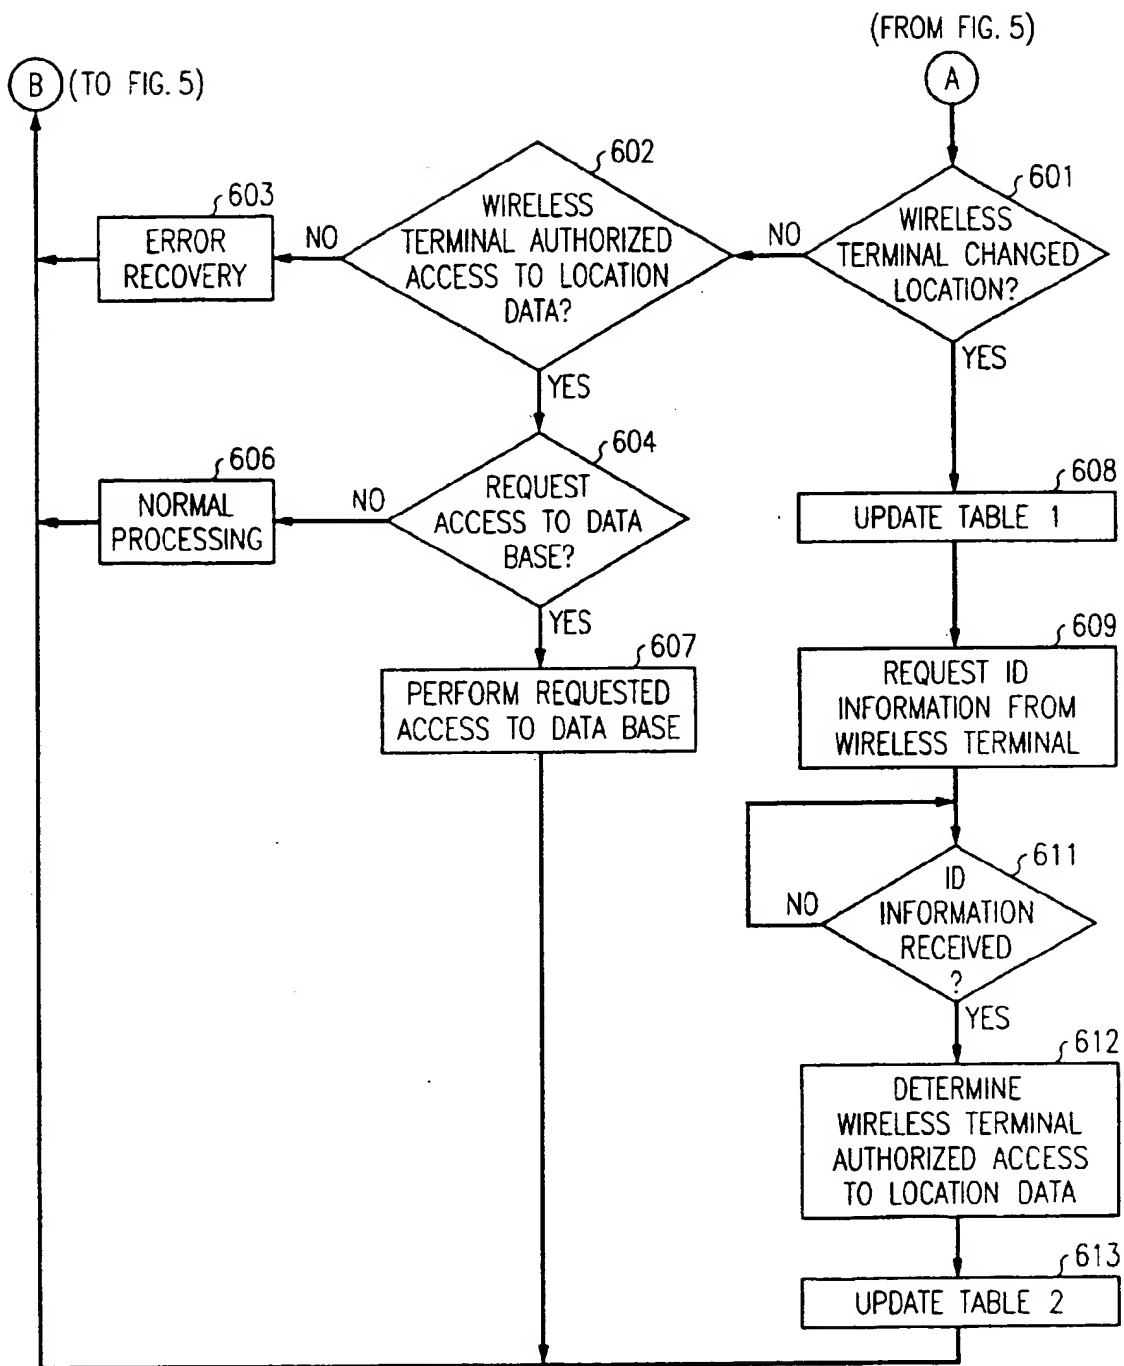 (FROM FIG. 5)
B (TO FIG. 5)
A
602
601
WIRELESS
TERMINAL CHANGED
LOCATION?
NO
YES
WIRELESS
TERMINAL AUTHORIZED
ACCESS TO LOCATION
DATA?
NO
YES
603
ERROR
RECOVERY
604
REQUEST
ACCESS TO DATA
BASE?
NO
YES
606
NORMAL
PROCESSING
607
PERFORM REQUESTED
ACCESS TO DATA BASE
608
UPDATE TABLE 1
609
REQUEST ID
INFORMATION FROM
WIRELESS TERMINAL
611
ID
INFORMATION
RECEIVED
?
NO
YES
612
DETERMINE
WIRELESS TERMINAL
AUTHORIZED ACCESS
TO LOCATION DATA
613
UPDATE TABLE 2